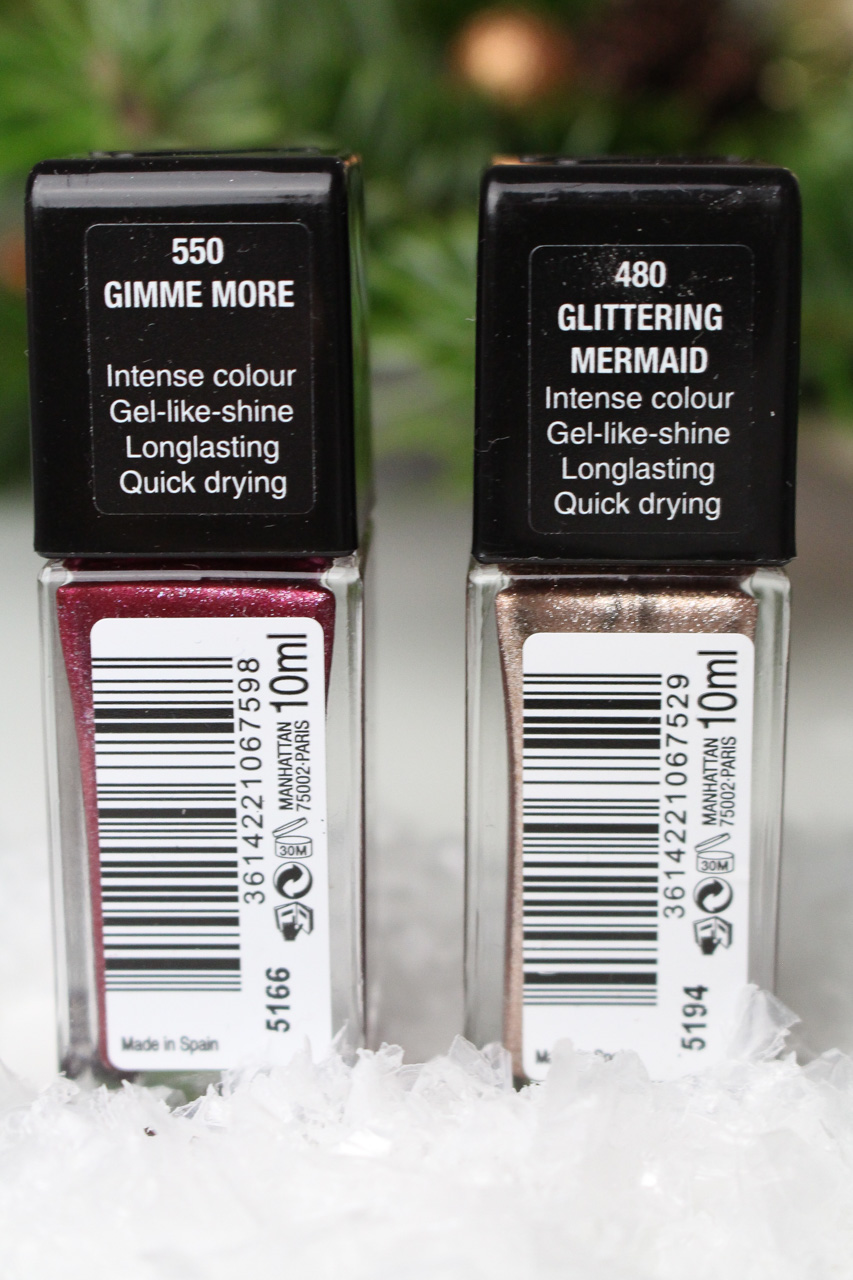 550
GIMME MORE
Intense colour
Gel-like-shine
Longlasting
Quick drying
3614221067598
10ml
MANHATTAN
75002·PARIS
30M
5166
Made in Spain
480
GLITTERING
MERMAID
Intense colour
Gel-like-shine
Longlasting
Quick drying
3614221067529
10ml
MANHATTAN
75002·PARIS
30M
5194